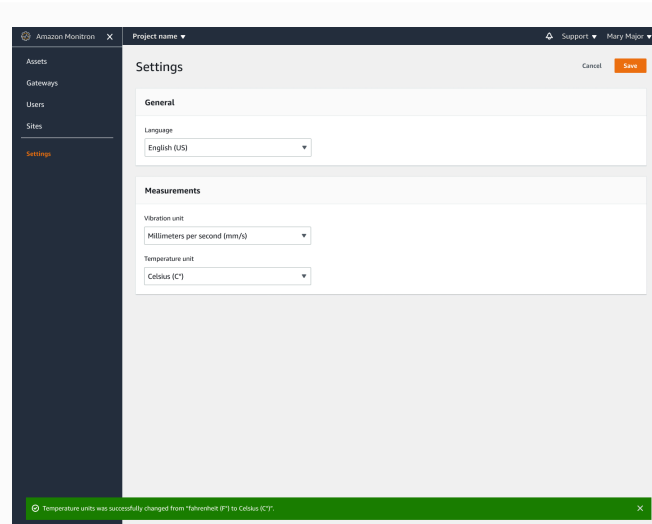 Amazon Monitron X
Project name ▼
Support ▼ Mary Major ▼
Assets
Gateways
Users
Sites
Settings
Settings
Cancel Save
General
Language
English (US)
Measurements
Vibration unit
Millimeters per second (mm/s)
Temperature unit
Celsius (C°)
Temperature units was successfully changed from "fahrenheit (F°) to Celsius (C°)".